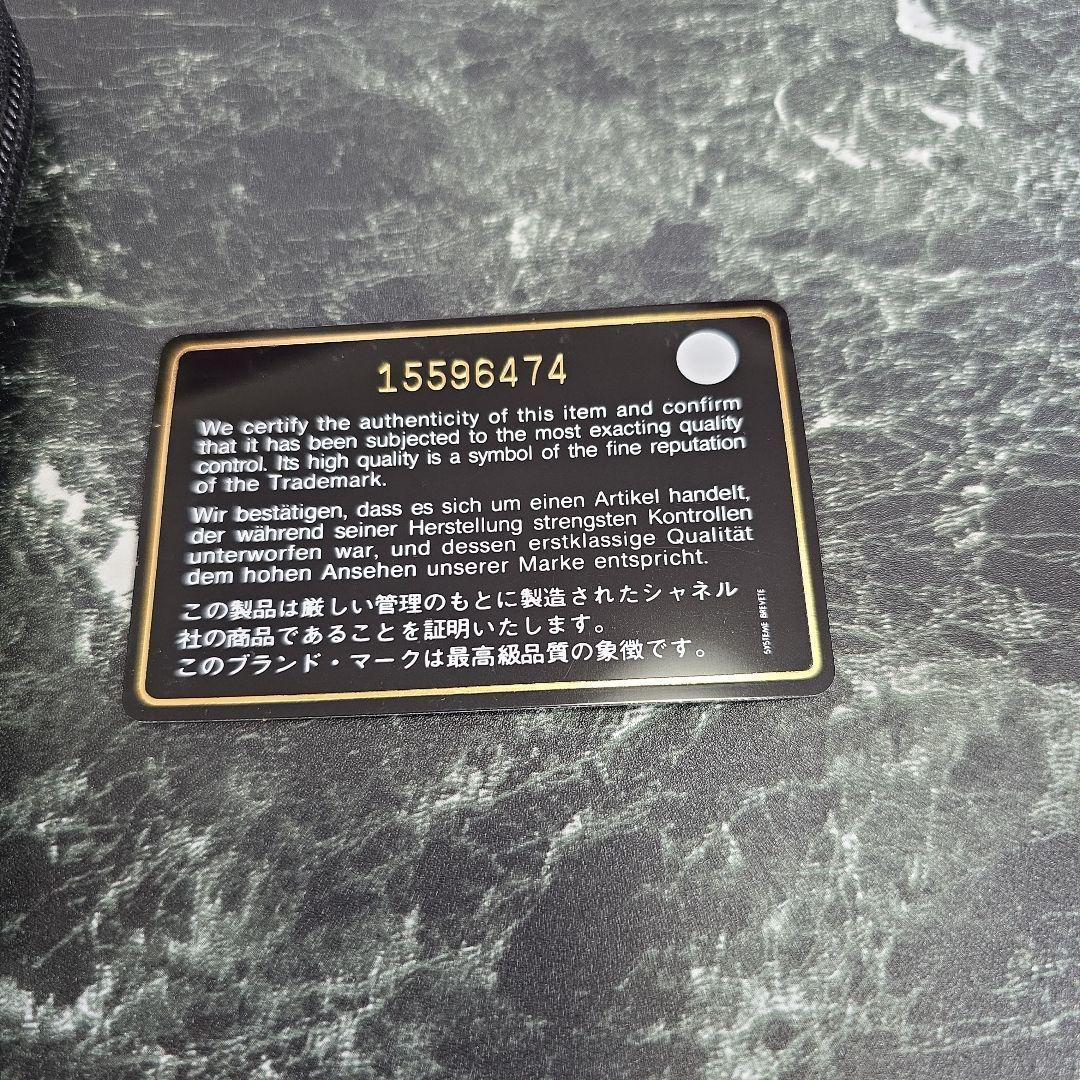 15596474
We certify the authenticity of this item and confirm
that it has been subjected to the most exacting quality
control. Its high quality is a symbol of the fine reputation
of the Trademark.
Wir bestätigen, dass es sich um einen Artikel handelt,
der während seiner Herstellung strengsten Kontrollen
unterworfen war, und dessen erstklassige Qualität
dem hohen Ansehen unserer Marke entspricht.
この製品は厳しい管理のもとに製造されたシャネル
社の商品であることを証明いたします。
このブランド・マークは最高級品質の象徴です。
SYSTEME BREVETE